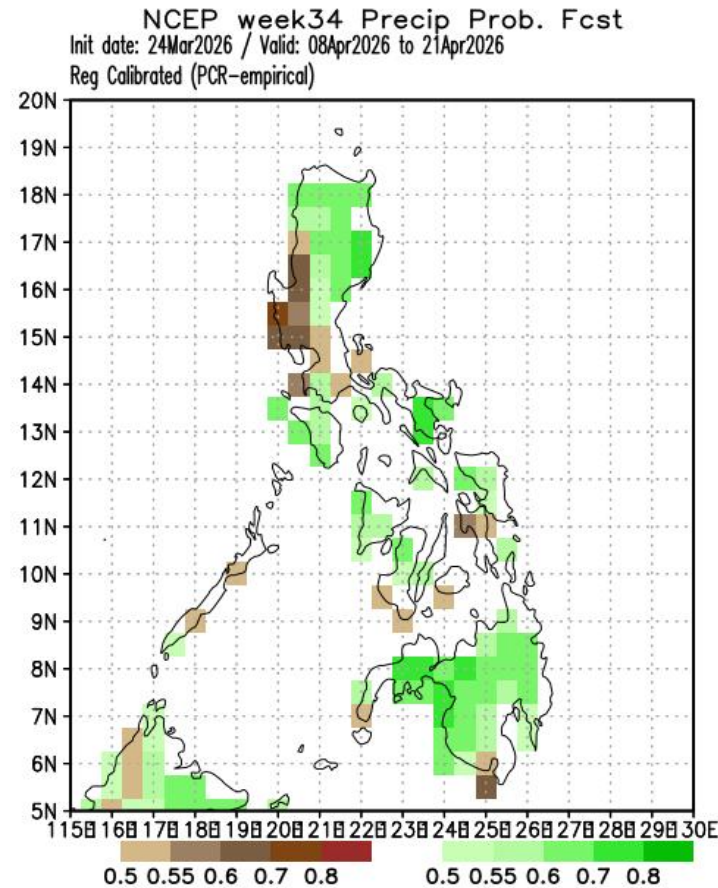 NCEP week34 Precip Prob. Fcst
Init date: 24Mar2026 / Valid: 08Apr2026 to 21Apr2026
Reg Calibrated (PCR-empirical)
20N
19N
18N
17N
16N
15N
14N
13N
12N
11N
10N
9N
8N
7N
6N
5N
115E 116E 117E 118E 119E 120E 121E 122E 123E 124E 125E 126E 127E 128E 129E 130E
0.5 0.55 0.6 0.7 0.8 0.5 0.55 0.6 0.7 0.8